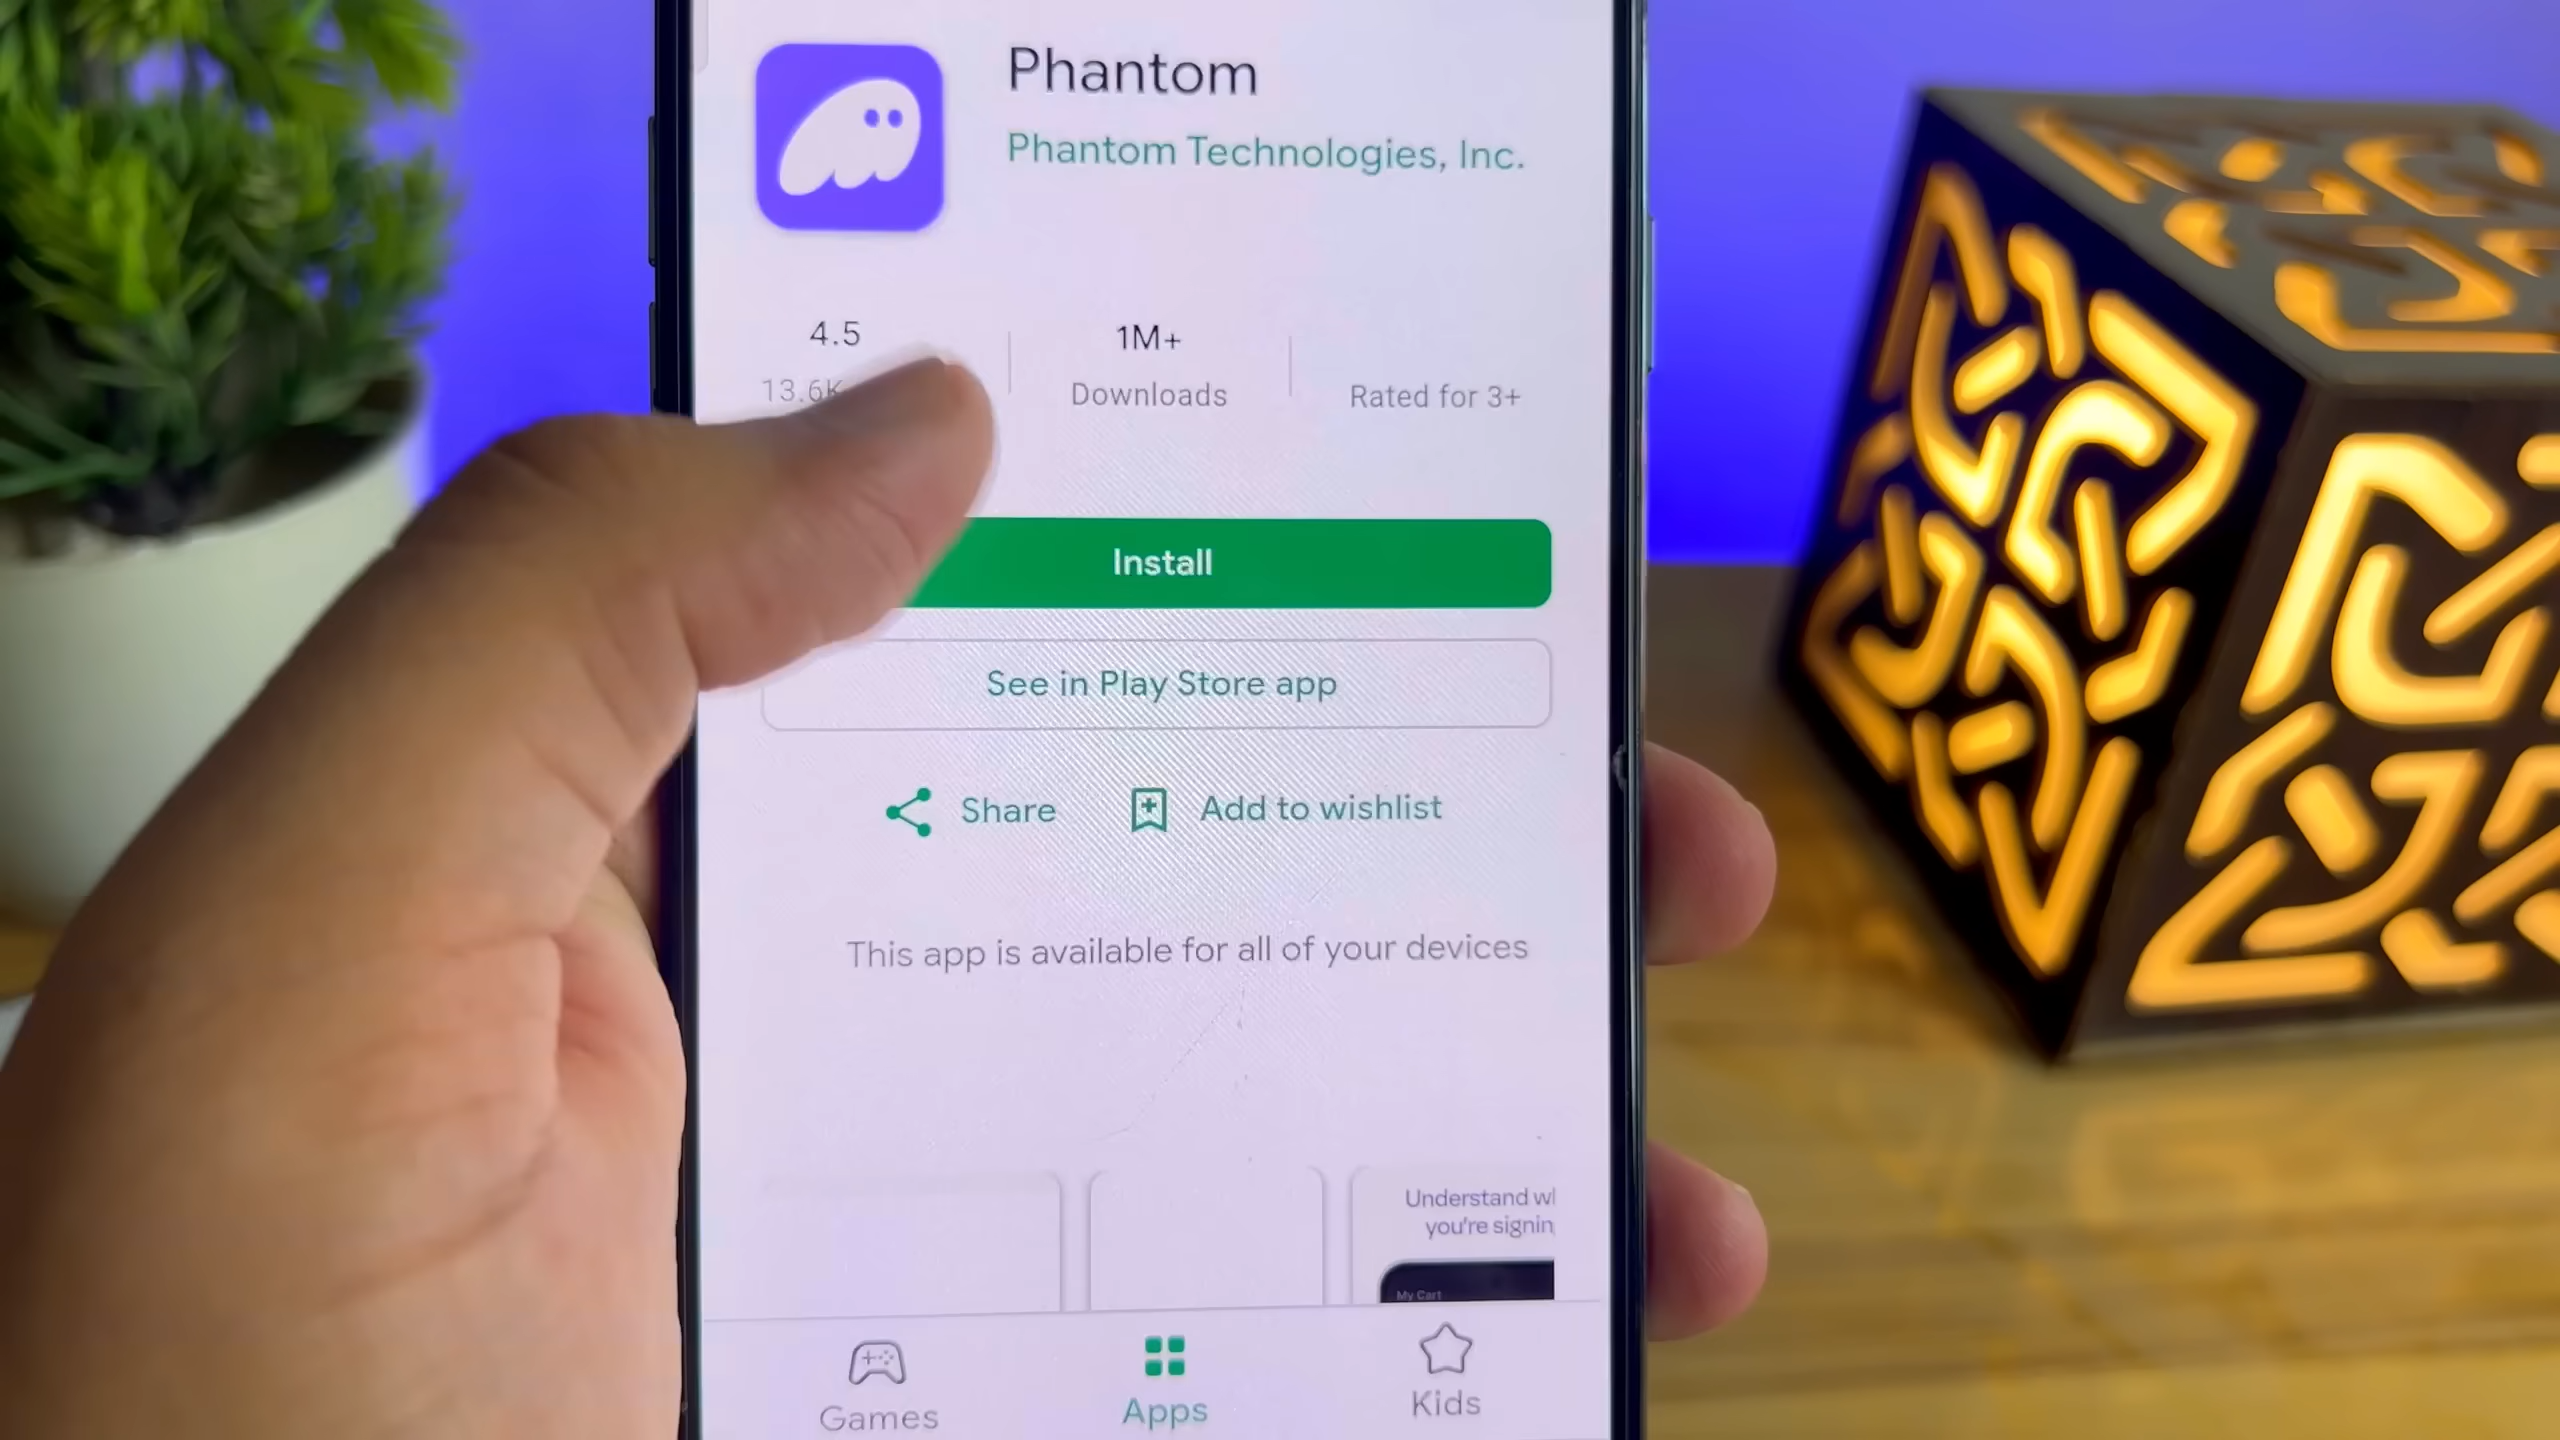 Phantom
Phantom Technologies, Inc.
4.5
1M+
13.6K
Downloads
Rated for 3+
Install
See in Play Store app
Share
Add to wishlist
This app is available for all of your devices
Understand
you're
My Cart
Games
Apps
Kids